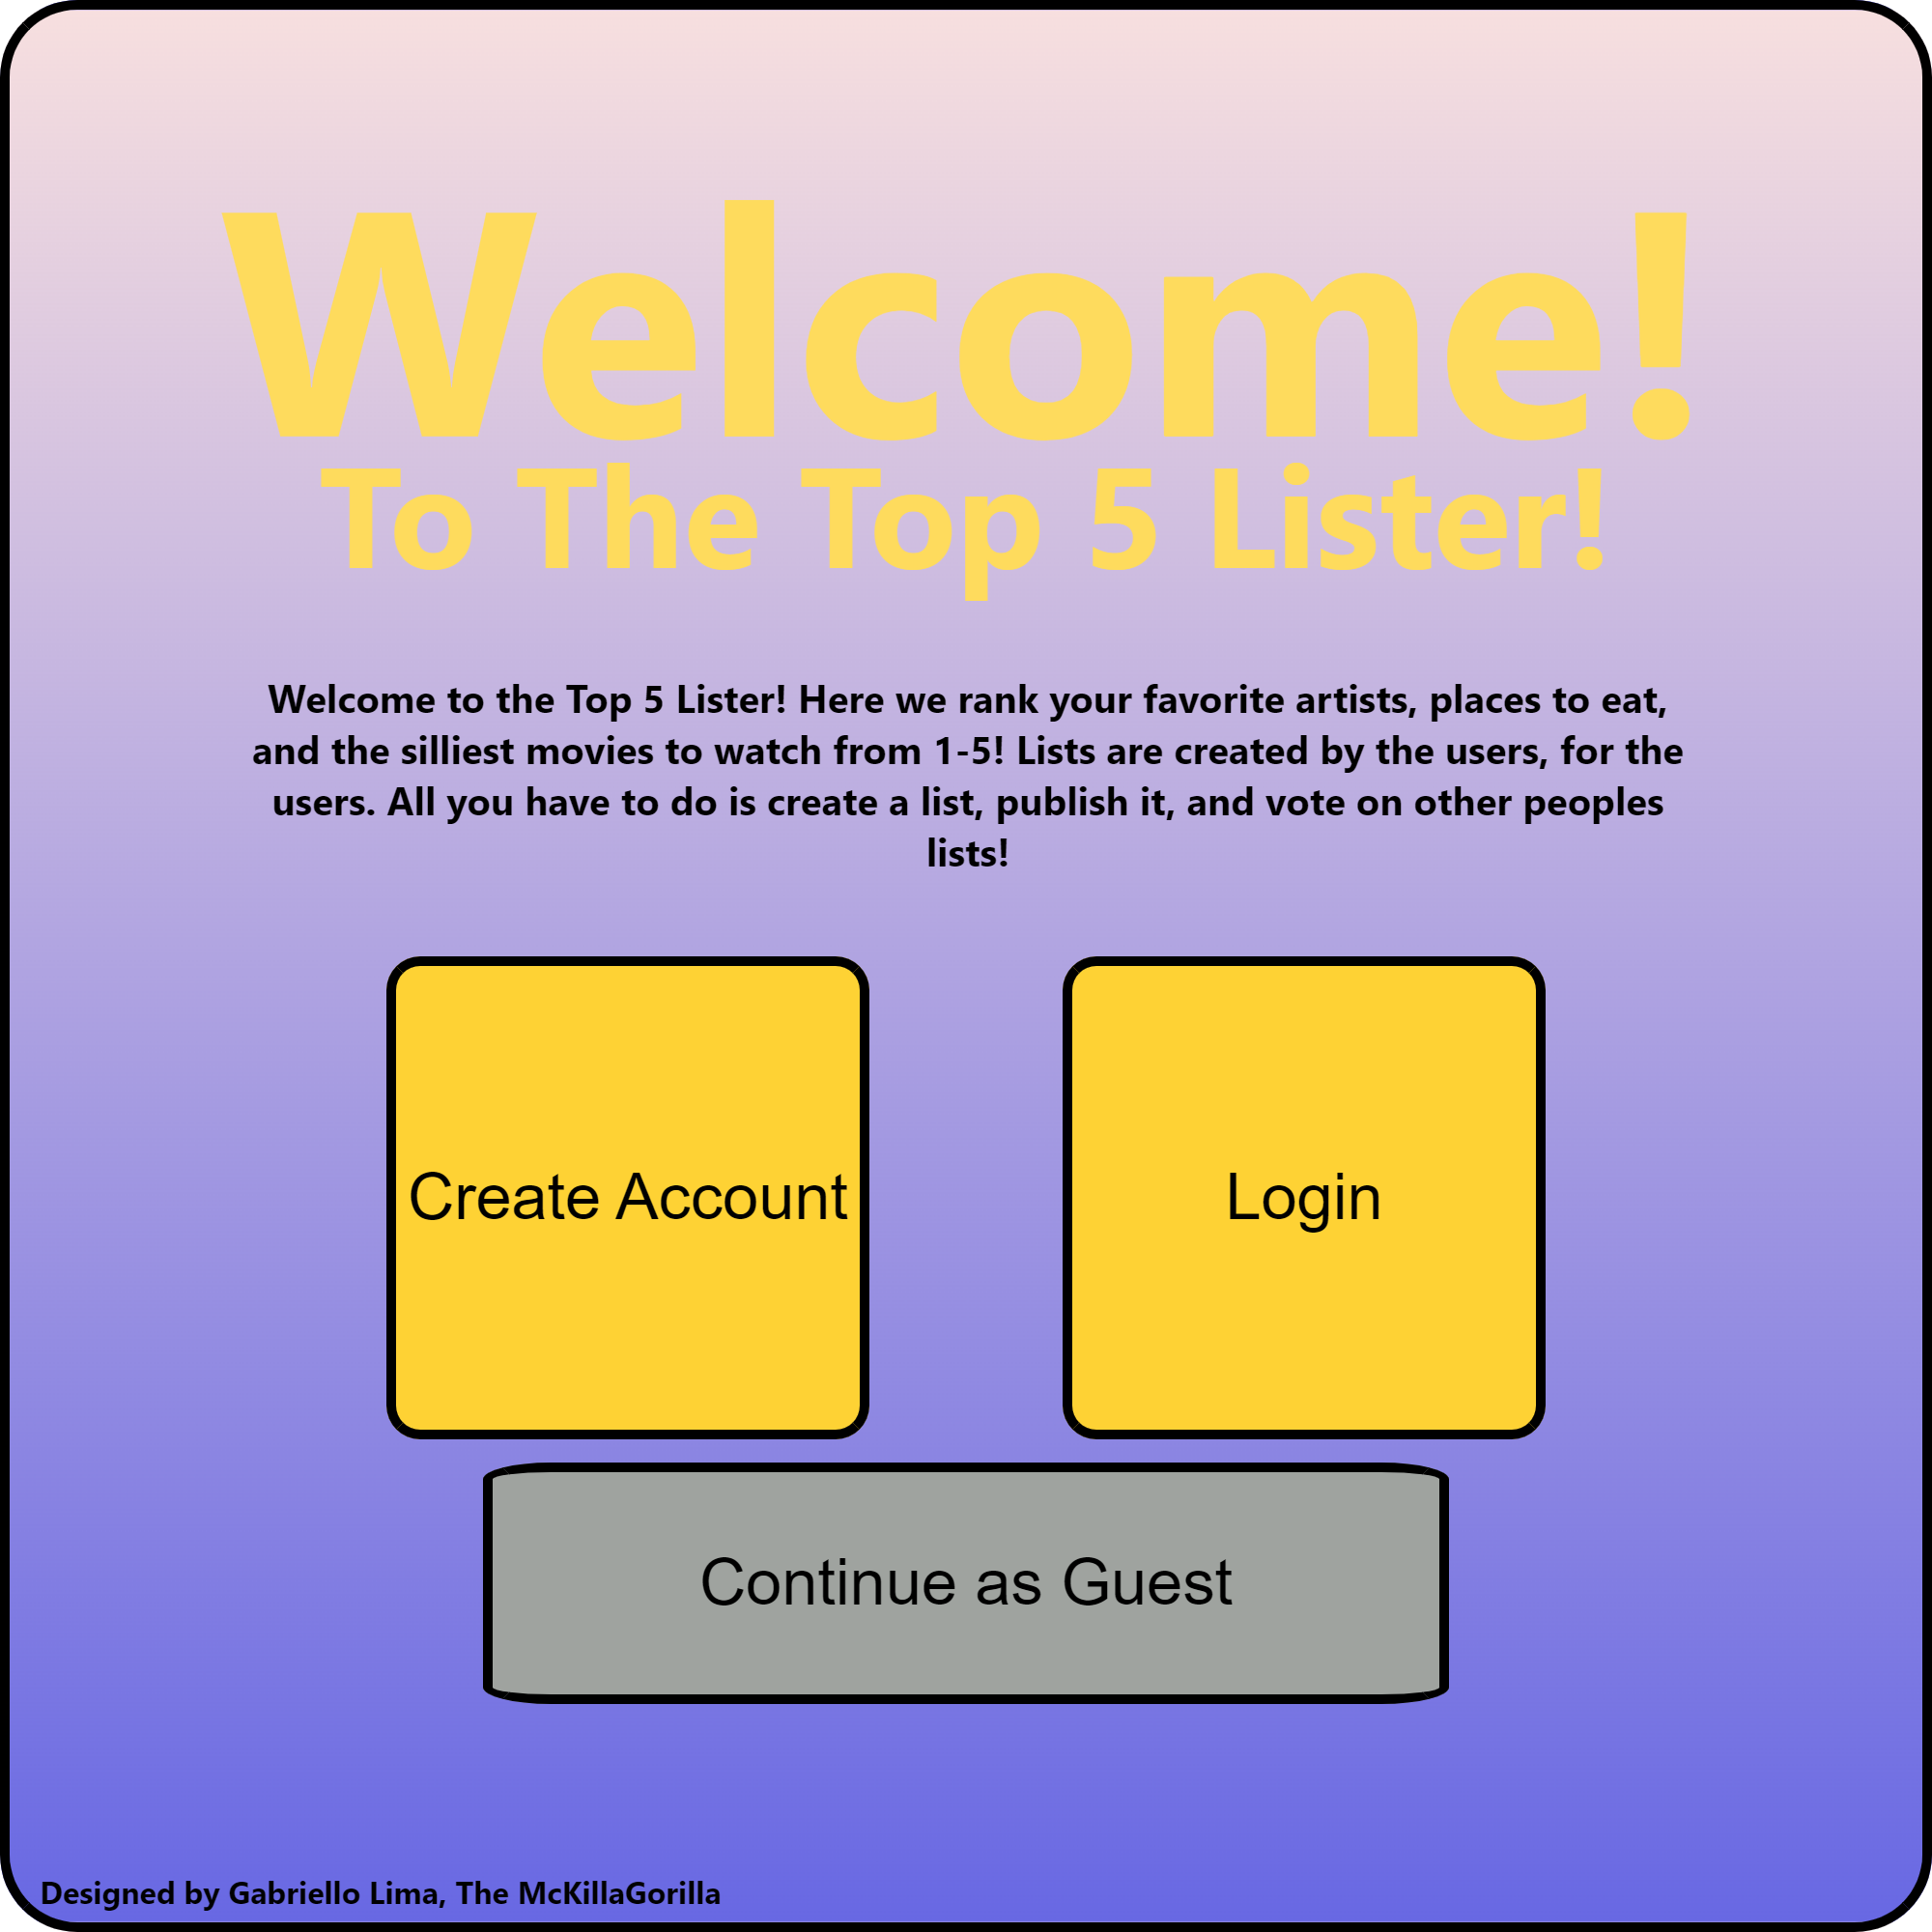 Welcome!
To The Top 5 Lister!
Welcome to the Top 5 Lister! Here we rank your favorite artists, places to eat,
and the silliest movies to watch from 1-5! Lists are created by the users, for the
users. All you have to do is create a list, publish it, and vote on other peoples
lists!
Create Account
Login
Continue as Guest
Designed by Gabriello Lima, The McKillaGorilla